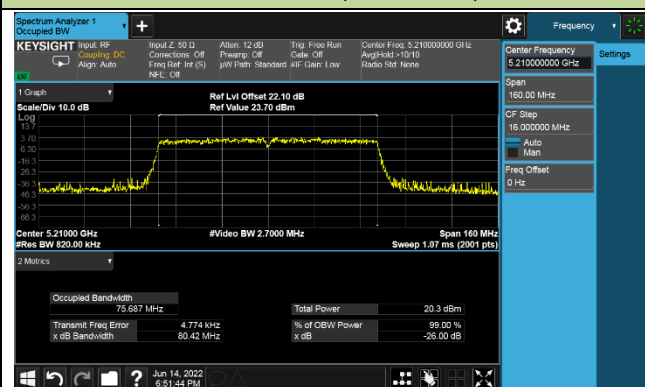 Spectrum Analyzer 1
Occupied BW
Frequency
KEYSIGHT
Input: RF
Coupling: DC
Align: Auto
Input Z: 50 Ω
Corrections: Off
Freq Ref: Int (S)
NFE: Off
Atten: 12 dB
Preamp: Off
µW Path: Standard
Trig: Free Run
Gate: Off
#IF Gain: Low
Center Freq: 5.210000000 GHz
Avg|Hold:>10/10
Radio Std: None
Center Frequency
5.210000000 GHz
Settings
Span
160.00 MHz
CF Step
16.000000 MHz
Auto
Man
Freq Offset
0 Hz
1 Graph
Scale/Div 10.0 dB
Ref Lvl Offset 22.10 dB
Ref Value 23.70 dBm
Log
13.7
3.70
-6.30
-16.3
-26.3
-36.3
-46.3
-56.3
-66.3
Center 5.21000 GHz
#Res BW 820.00 kHz
#Video BW 2.7000 MHz
Span 160 MHz
Sweep 1.07 ms (2001 pts)
2 Metrics
Occupied Bandwidth
75.687 MHz
Total Power
20.3 dBm
Transmit Freq Error
4.774 kHz
% of OBW Power
99.00 %
x dB Bandwidth
80.42 MHz
x dB
-26.00 dB
?
Jun 14, 2022
6:51:44 PM